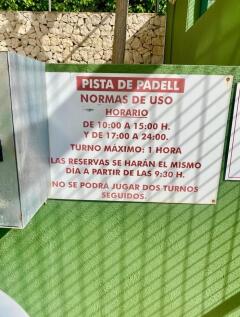 PISTA DE PADELL
NORMAS DE USO
HORARIO
DE 10:00 A 15:00 H.
Y DE 17:00 A 24:00.
TURNO MÁXIMO: 1 HORA
LAS RESERVAS SE HARÁN EL MISMO
DÍA A PARTIR DE LAS 9:30 H.
NO SE PODRÁ JUGAR DOS TURNOS
SEGUIDOS.